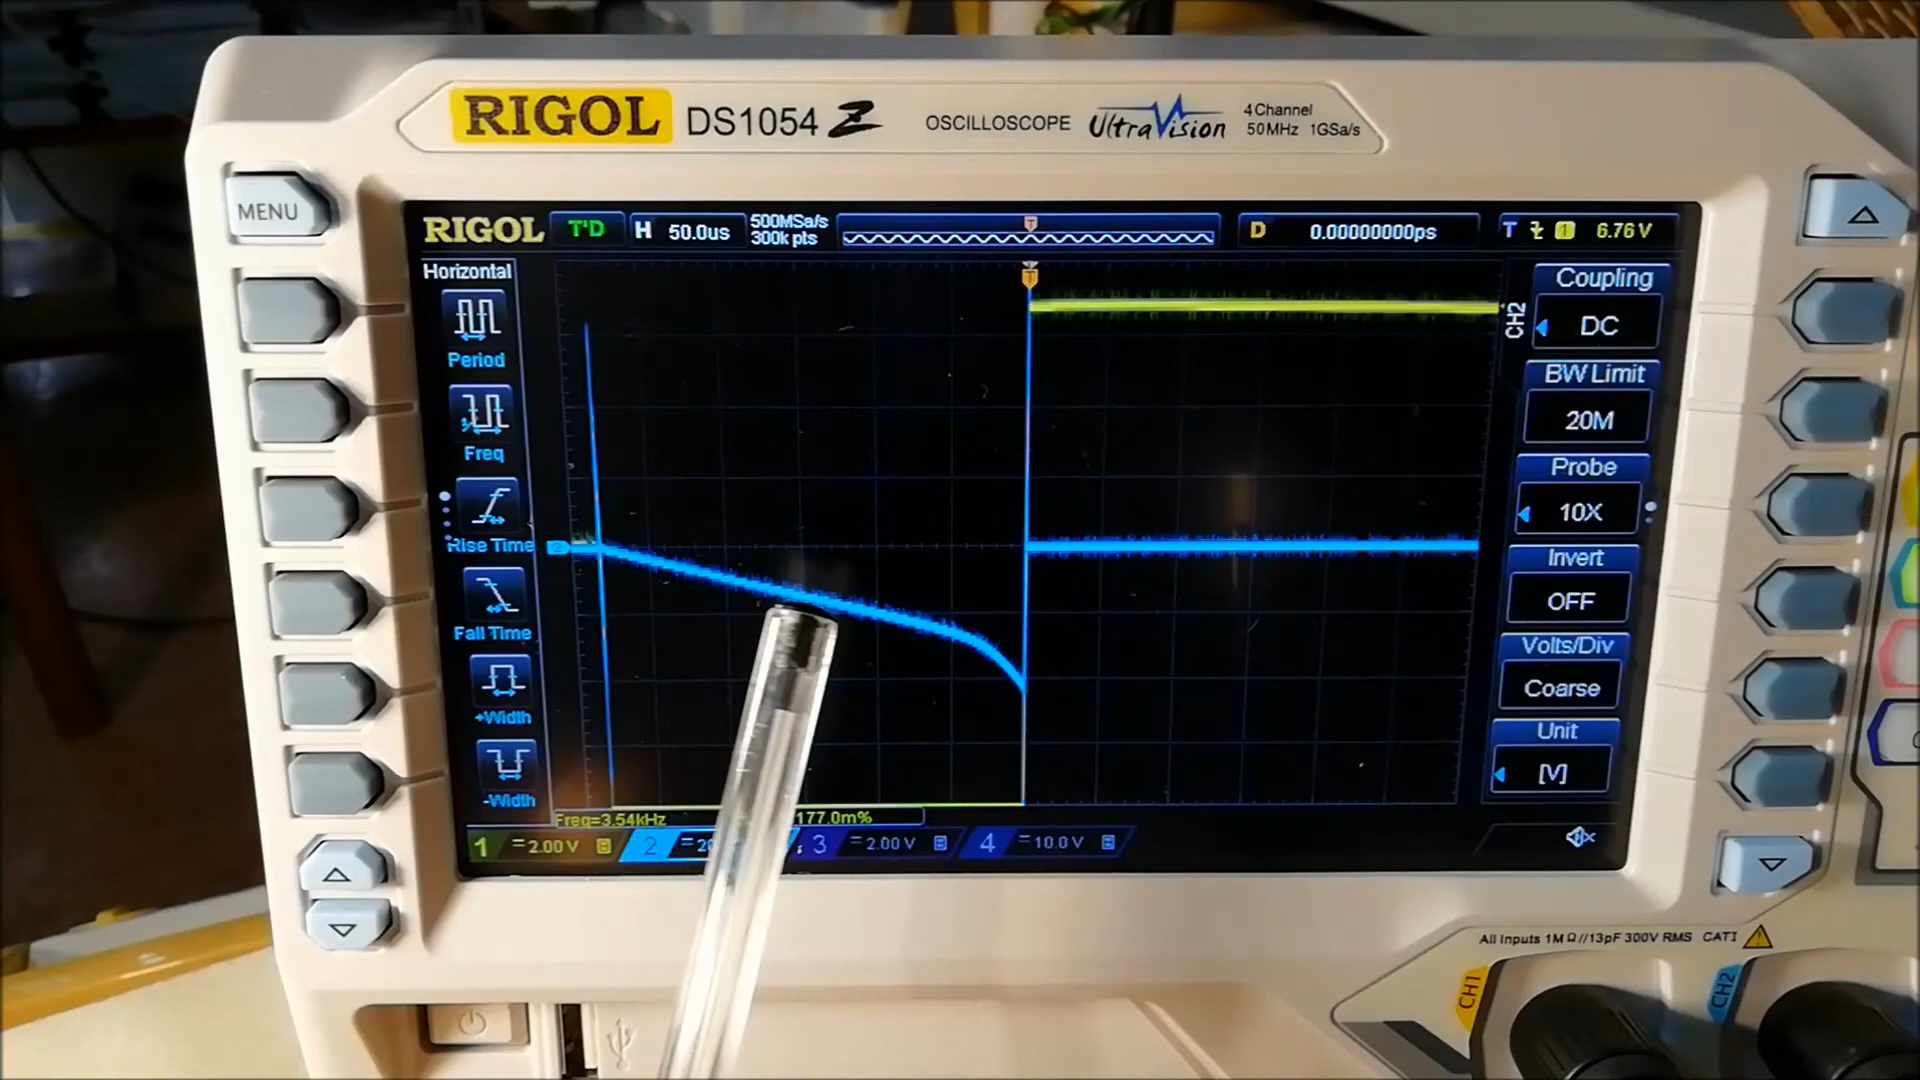 RIGOL DS1054 Z OSCILLOSCOPE UltraVision 4 Channel
50MHz 1GSa/s
MENU
RIGOL T'D H 50.0us 500MSa/s
300k pts
D 0.00000000ps T 1 6.76 V
Horizontal
Period
Freq
Rise Time
Fall Time
+Width
-Width
T
2
CH2
Coupling
DC
BW Limit
20M
Probe
10X
Invert
OFF
Volts/Div
Coarse
Unit
[V]
Freq=3.54kHz 177.0m%
1 = 2.00 V B 2 = 3 = 2.00 V B 4 = 10.0 V B
All Inputs 1MΩ//13pF 300V RMS CATI
CH1
CH2